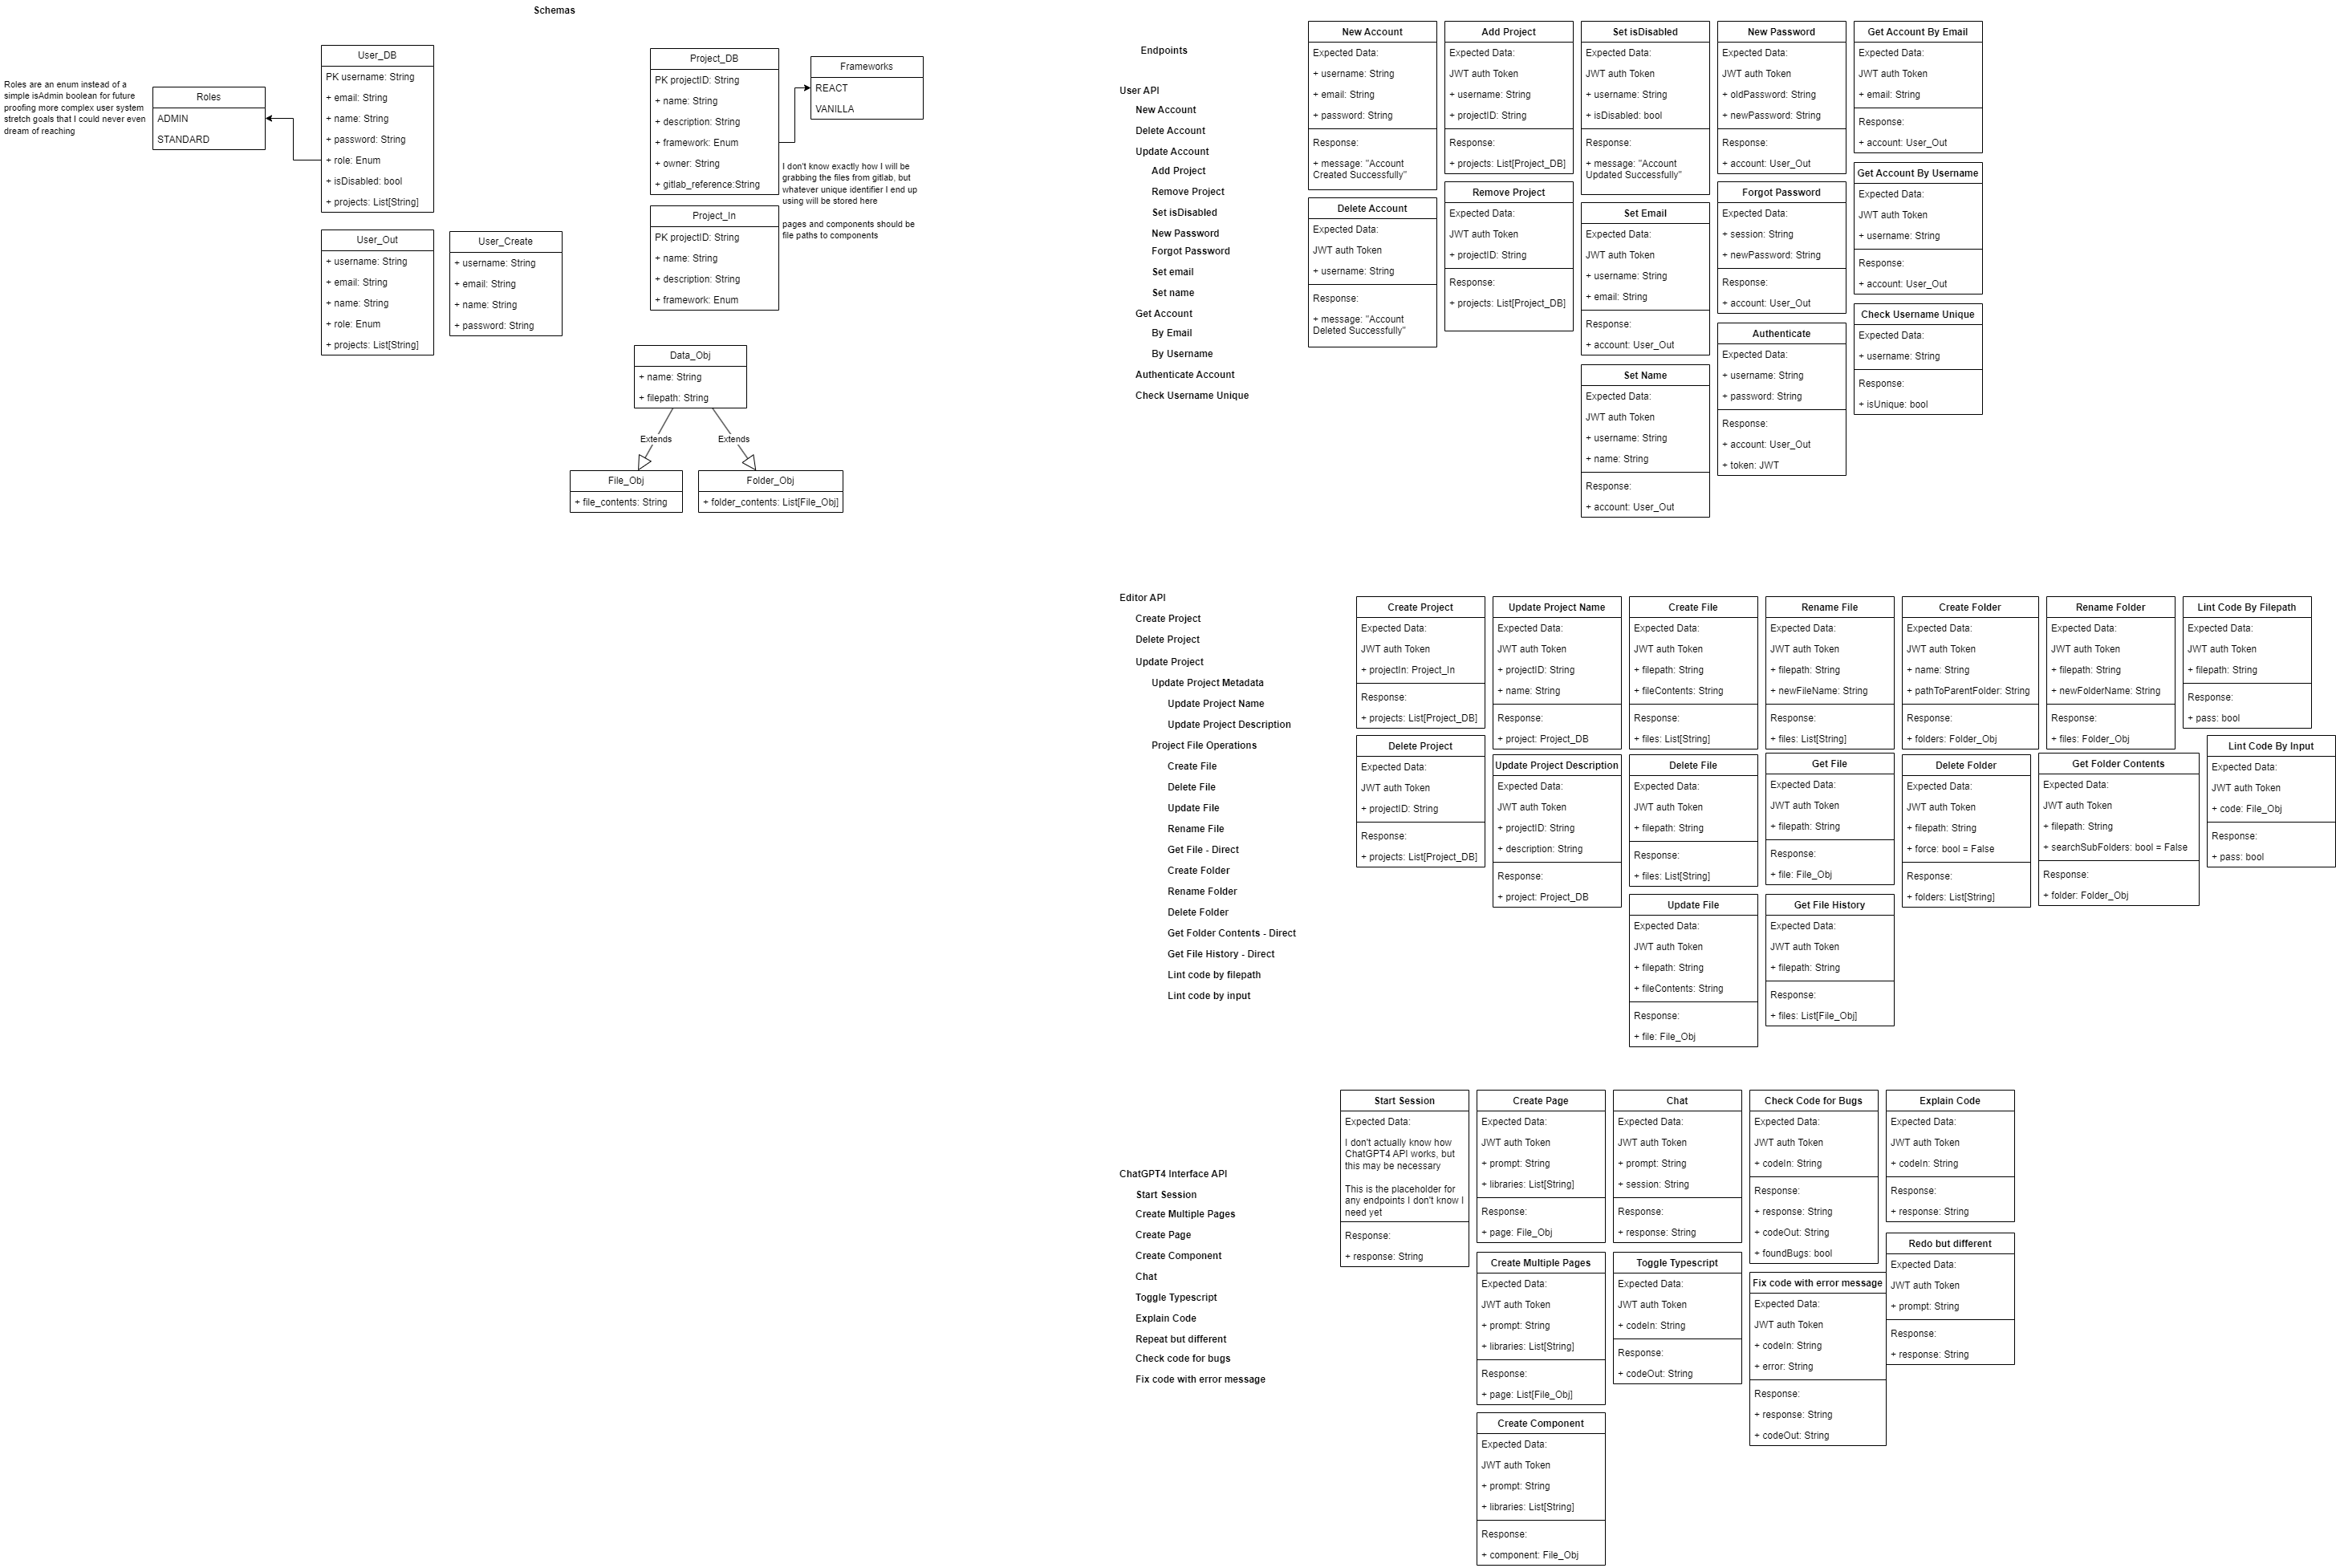 Schemas
Roles are an enum instead of a
simple isAdmin boolean for future
proofing more complex user system
stretch goals that I could never even
dream of reaching
Roles
ADMIN
STANDARD
User_DB
PK username: String
+ email: String
+ name: String
+ password: String
+ role: Enum
+ isDisabled: bool
+ projects: List[String]
User_Out
+ username: String
+ email: String
+ name: String
+ role: Enum
+ projects: List[String]
User_Create
+ username: String
+ email: String
+ name: String
+ password: String
Project_DB
PK projectID: String
+ name: String
+ description: String
+ framework: Enum
+ owner: String
+ gitlab_reference:String
Project_In
PK projectID: String
+ name: String
+ description: String
+ framework: Enum
Frameworks
REACT
VANILLA
I don't know exactly how I will be
grabbing the files from gitlab, but
whatever unique identifier I end up
using will be stored here
pages and components should be
file paths to components
Data_Obj
+ name: String
+ filepath: String
Extends
Extends
File_Obj
+ file_contents: String
Folder_Obj
+ folder_contents: List[File_Obj]
Endpoints
User API
New Account
Delete Account
Update Account
Add Project
Remove Project
Set isDisabled
New Password
Forgot Password
Set email
Set name
Get Account
By Email
By Username
Authenticate Account
Check Username Unique
New Account
Expected Data:
+ username: String
+ email: String
+ password: String
Response:
+ message: "Account
Created Successfully"
Delete Account
Expected Data:
JWT auth Token
+ username: String
Response:
+ message: "Account
Deleted Successfully"
Add Project
Expected Data:
JWT auth Token
+ username: String
+ projectID: String
Response:
+ projects: List[Project_DB]
Remove Project
Expected Data:
JWT auth Token
+ projectID: String
Response:
+ projects: List[Project_DB]
Set isDisabled
Expected Data:
JWT auth Token
+ username: String
+ isDisabled: bool
Response:
+ message: "Account
Updated Successfully"
Set Email
Expected Data:
JWT auth Token
+ username: String
+ email: String
Response:
+ account: User_Out
Set Name
Expected Data:
JWT auth Token
+ username: String
+ name: String
Response:
+ account: User_Out
New Password
Expected Data:
JWT auth Token
+ oldPassword: String
+ newPassword: String
Response:
+ account: User_Out
Forgot Password
Expected Data:
+ session: String
+ newPassword: String
Response:
+ account: User_Out
Authenticate
Expected Data:
+ username: String
+ password: String
Response:
+ account: User_Out
+ token: JWT
Get Account By Email
Expected Data:
JWT auth Token
+ email: String
Response:
+ account: User_Out
Get Account By Username
Expected Data:
JWT auth Token
+ username: String
Response:
+ account: User_Out
Check Username Unique
Expected Data:
+ username: String
Response:
+ isUnique: bool
Editor API
Create Project
Delete Project
Update Project
Update Project Metadata
Update Project Name
Update Project Description
Project File Operations
Create File
Delete File
Update File
Rename File
Get File - Direct
Create Folder
Rename Folder
Delete Folder
Get Folder Contents - Direct
Get File History - Direct
Lint code by filepath
Lint code by input
Create Project
Expected Data:
JWT auth Token
+ projectIn: Project_In
Response:
+ projects: List[Project_DB]
Delete Project
Expected Data:
JWT auth Token
+ projectID: String
Response:
+ projects: List[Project_DB]
Update Project Name
Expected Data:
JWT auth Token
+ projectID: String
+ name: String
Response:
+ project: Project_DB
Update Project Description
Expected Data:
JWT auth Token
+ projectID: String
+ description: String
Response:
+ project: Project_DB
Create File
Expected Data:
JWT auth Token
+ filepath: String
+ fileContents: String
Response:
+ files: List[String]
Delete File
Expected Data:
JWT auth Token
+ filepath: String
Response:
+ files: List[String]
Update File
Expected Data:
JWT auth Token
+ filepath: String
+ fileContents: String
Response:
+ file: File_Obj
Rename File
Expected Data:
JWT auth Token
+ filepath: String
+ newFileName: String
Response:
+ files: List[String]
Get File
Expected Data:
JWT auth Token
+ filepath: String
Response:
+ file: File_Obj
Get File History
Expected Data:
JWT auth Token
+ filepath: String
Response:
+ files: List[File_Obj]
Create Folder
Expected Data:
JWT auth Token
+ name: String
+ pathToParentFolder: String
Response:
+ folders: Folder_Obj
Delete Folder
Expected Data:
JWT auth Token
+ filepath: String
+ force: bool = False
Response:
+ folders: List[String]
Rename Folder
Expected Data:
JWT auth Token
+ filepath: String
+ newFolderName: String
Response:
+ files: Folder_Obj
Get Folder Contents
Expected Data:
JWT auth Token
+ filepath: String
+ searchSubFolders: bool = False
Response:
+ folder: Folder_Obj
Lint Code By Filepath
Expected Data:
JWT auth Token
+ filepath: String
Response:
+ pass: bool
Lint Code By Input
Expected Data:
JWT auth Token
+ code: File_Obj
Response:
+ pass: bool
ChatGPT4 Interface API
Start Session
Create Multiple Pages
Create Page
Create Component
Chat
Toggle Typescript
Explain Code
Repeat but different
Check code for bugs
Fix code with error message
Start Session
Expected Data:
I don't actually know how
ChatGPT4 API works, but
this may be necessary
This is the placeholder for
any endpoints I don't know I
need yet
Response:
+ response: String
Create Page
Expected Data:
JWT auth Token
+ prompt: String
+ libraries: List[String]
Response:
+ page: File_Obj
Create Multiple Pages
Expected Data:
JWT auth Token
+ prompt: String
+ libraries: List[String]
Response:
+ page: List[File_Obj]
Create Component
Expected Data:
JWT auth Token
+ prompt: String
+ libraries: List[String]
Response:
+ component: File_Obj
Chat
Expected Data:
JWT auth Token
+ prompt: String
+ session: String
Response:
+ response: String
Toggle Typescript
Expected Data:
JWT auth Token
+ codeIn: String
Response:
+ codeOut: String
Check Code for Bugs
Expected Data:
JWT auth Token
+ codeIn: String
Response:
+ response: String
+ codeOut: String
+ foundBugs: bool
Fix code with error message
Expected Data:
JWT auth Token
+ codeIn: String
+ error: String
Response:
+ response: String
+ codeOut: String
Explain Code
Expected Data:
JWT auth Token
+ codeIn: String
Response:
+ response: String
Redo but different
Expected Data:
JWT auth Token
+ prompt: String
Response:
+ response: String